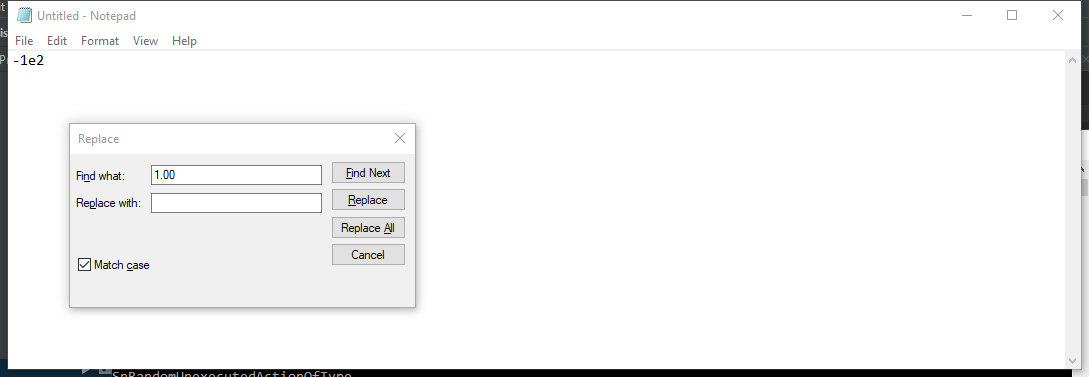 Untitled - Notepad
File Edit Format View Help
-1e2
Replace
Find what: 1.00 Find Next
Replace with: Replace
Replace All
Cancel
Match case
SpRandomUnexecutedActionOfType